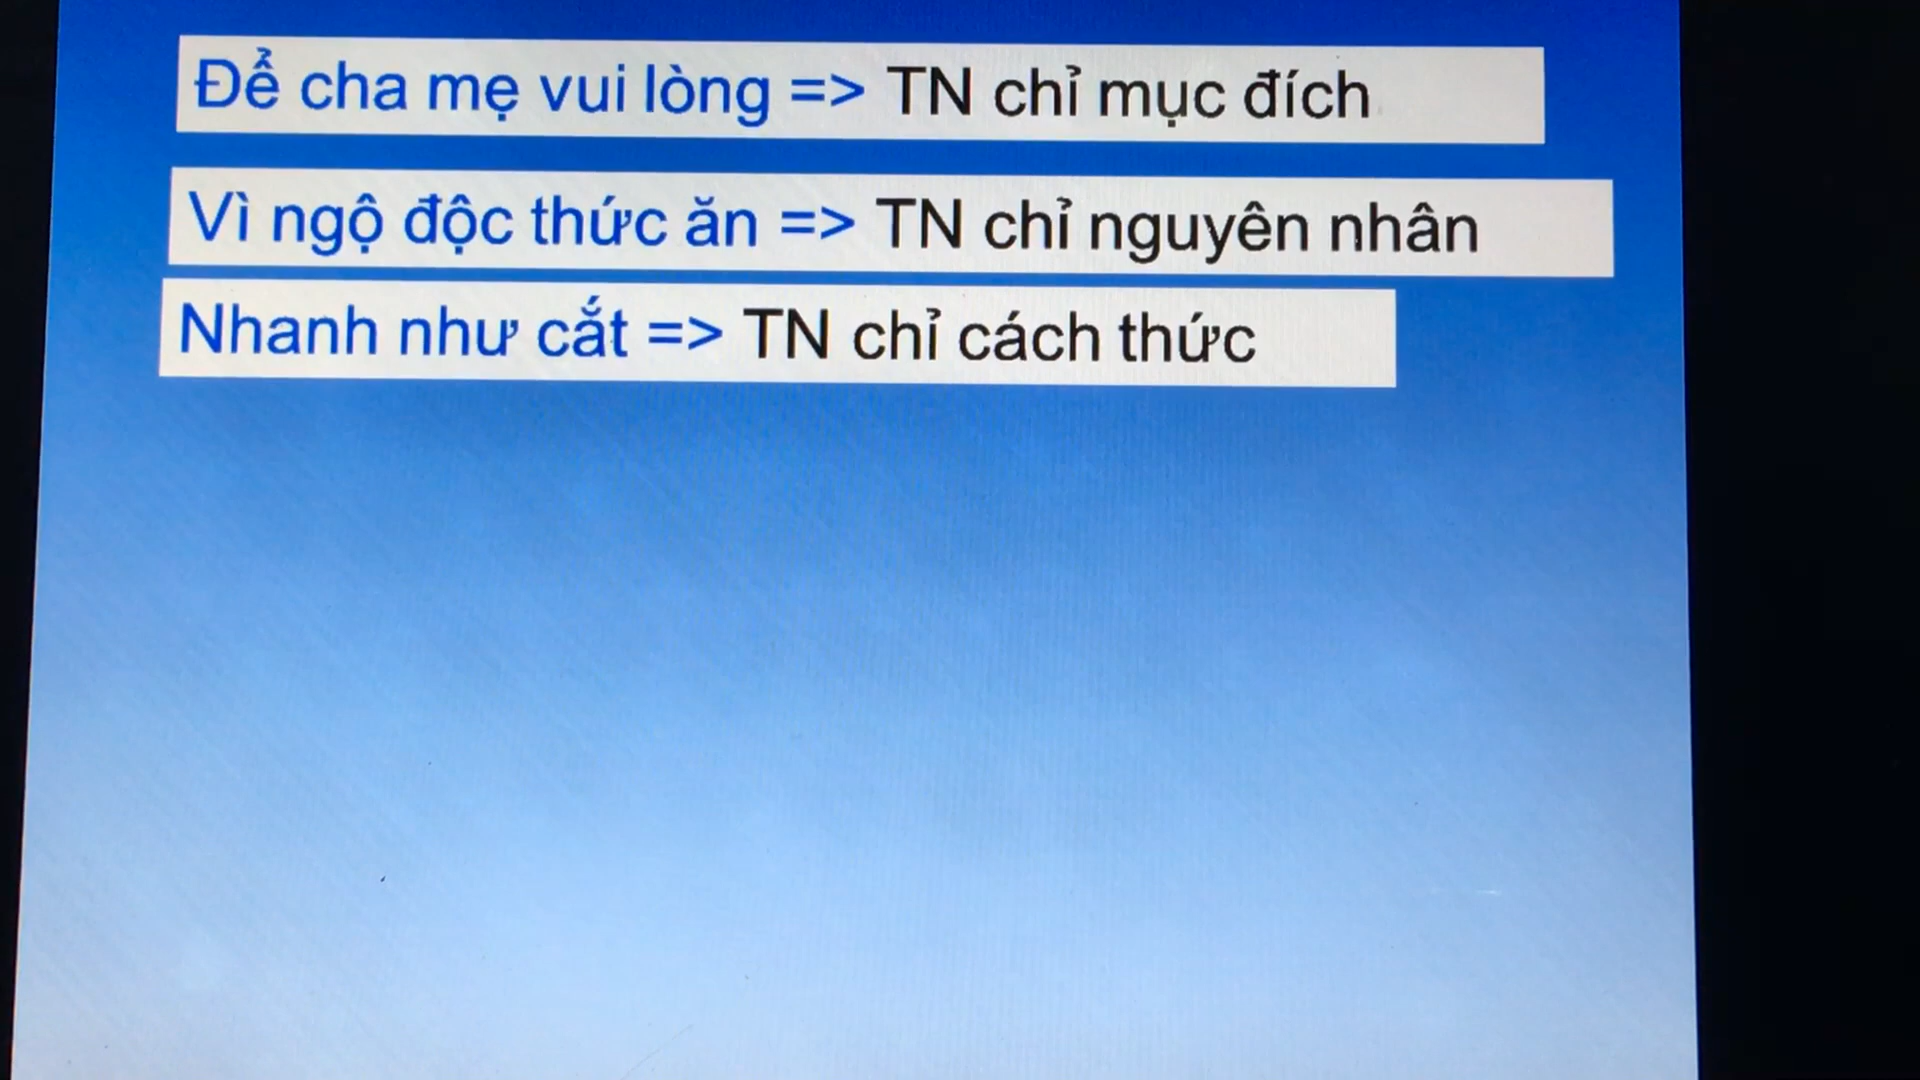 Để cha mẹ vui lòng => TN chỉ mục đích
Vì ngộ độc thức ăn => TN chỉ nguyên nhân
Nhanh như cắt => TN chỉ cách thức